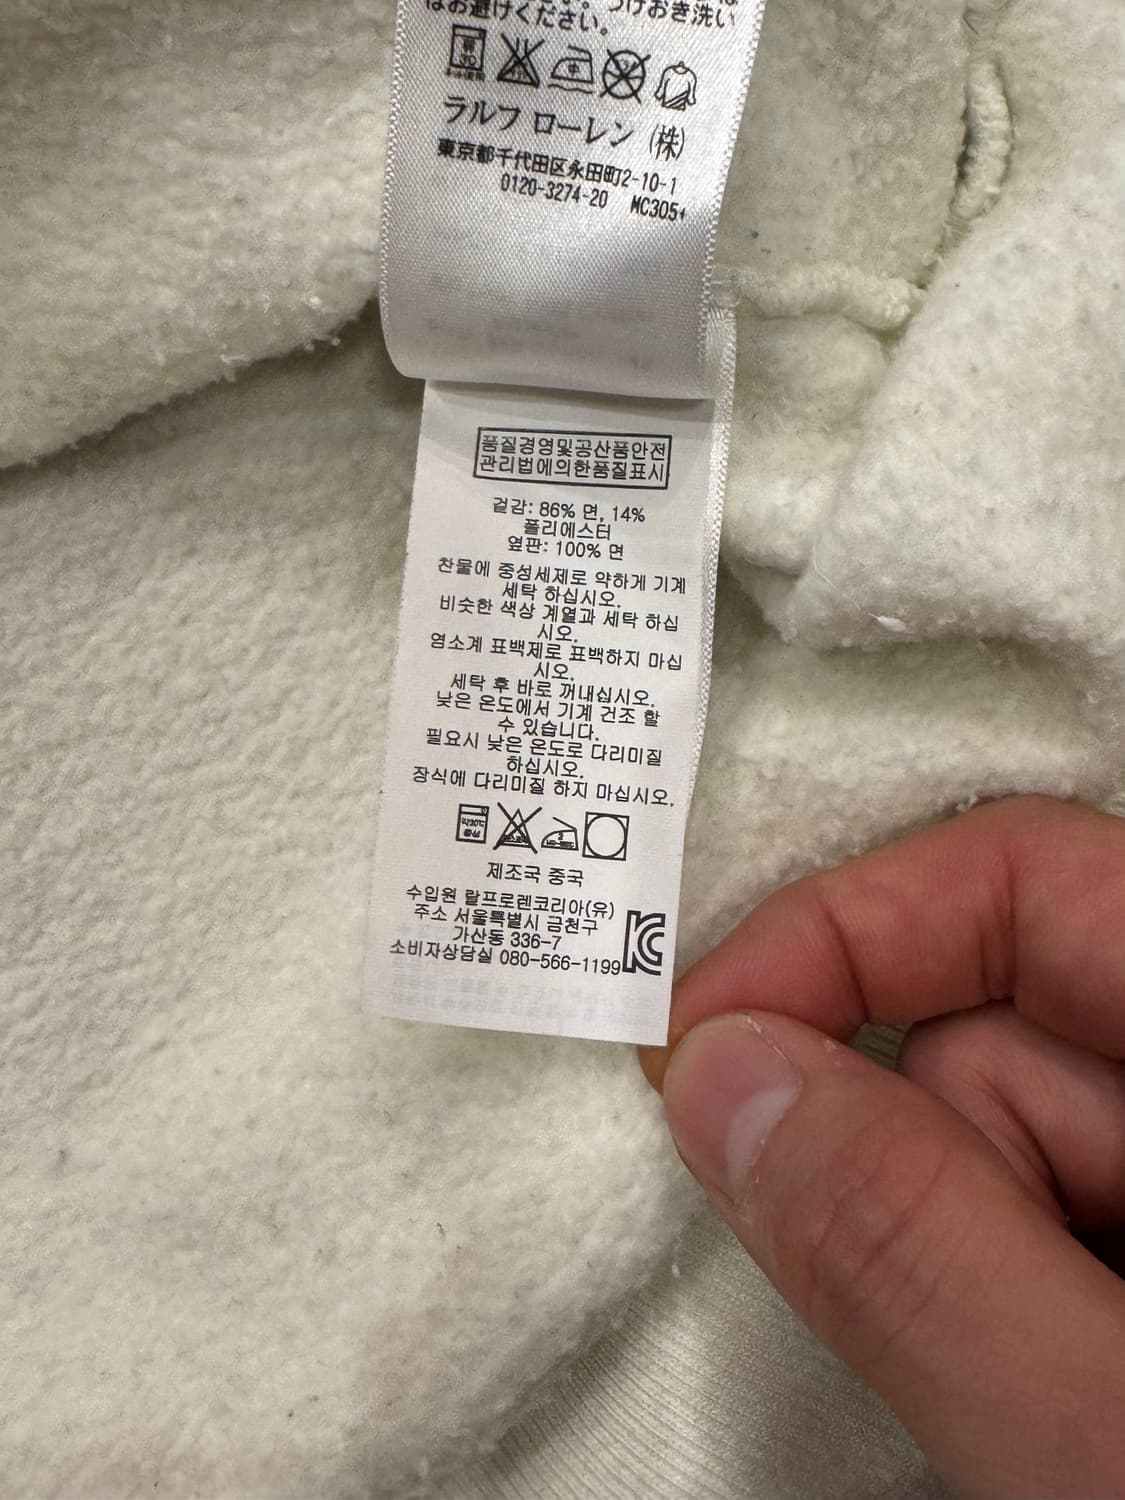 はお避けください。つけおき洗い
ラルフ ローレン (株)
東京都千代田区永田町2-10-1
0120-3274-20 MC305
품질경영및공산품안전
관리법에의한품질표시
겉감: 86% 면, 14%
폴리에스터
옆판: 100% 면
찬물에 중성세제로 약하게 기계
세탁 하십시오.
비슷한 색상 계열과 세탁 하십
시오.
염소계 표백제로 표백하지 마십
시오.
세탁 후 바로 꺼내십시오.
낮은 온도에서 기계 건조 할
수 있습니다.
필요시 낮은 온도로 다리미질
하십시오.
장식에 다리미질 하지 마십시오.
약30℃
중성
제조국 중국
수입원 랄프로렌코리아(유)
주소 서울특별시 금천구
가산동 336-7
소비자상담실 080-566-1199